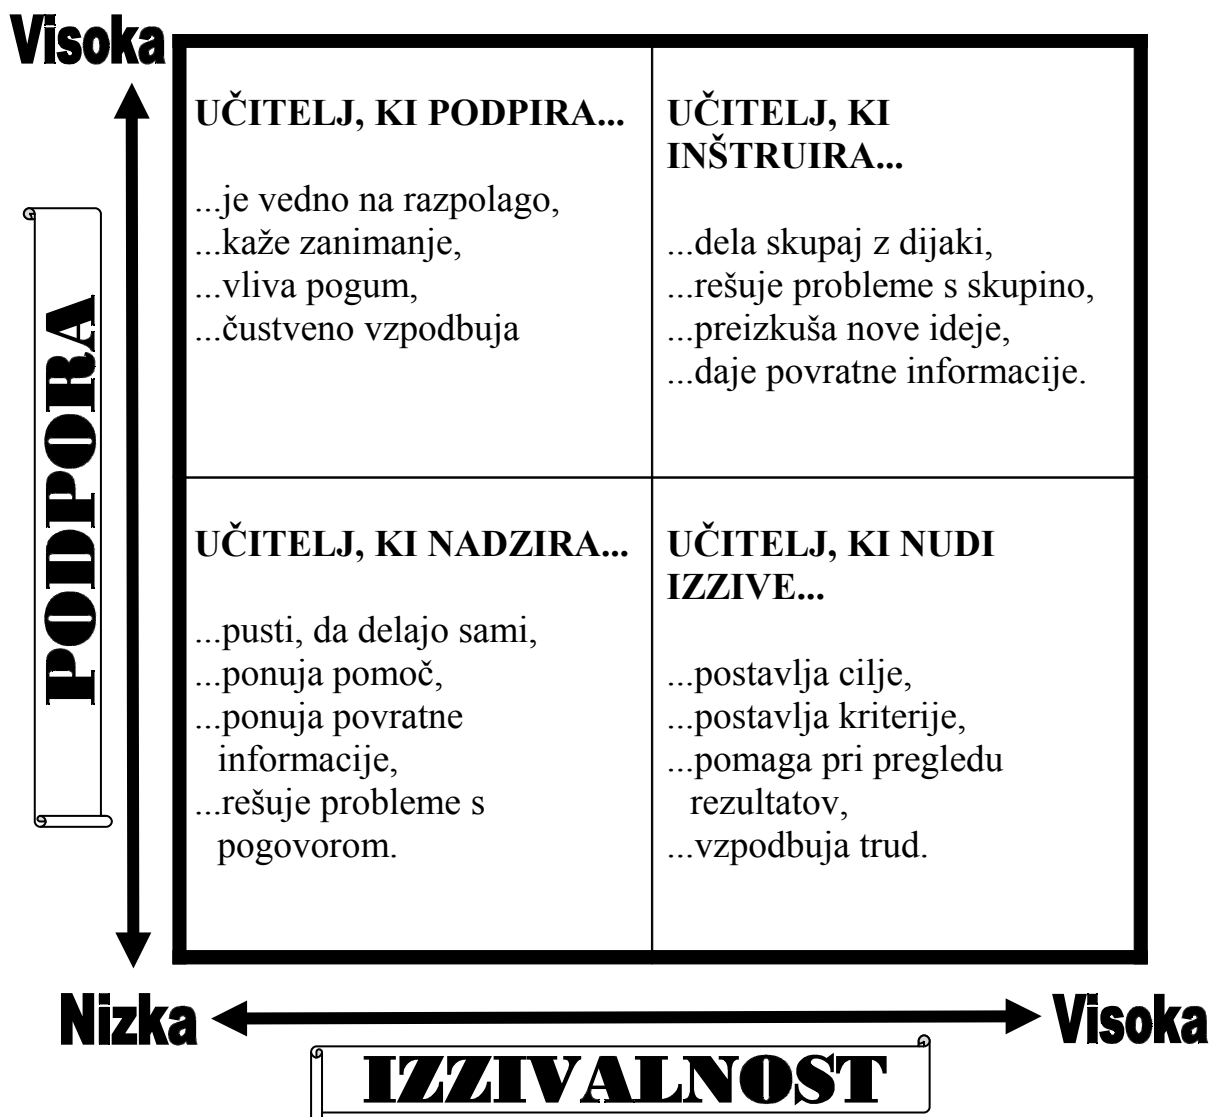 Visoka
PODPORA
UČITELJ, KI PODPIRA...
...je vedno na razpolago,
...kaže zanimanje,
...vliva pogum,
...čustveno vzpodbuja
UČITELJ, KI
INŠTRUIRA...
...dela skupaj z dijaki,
...rešuje probleme s skupino,
...preizkuša nove ideje,
...daje povratne informacije.
UČITELJ, KI NADZIRA...
...pusti, da delajo sami,
...ponuja pomoč,
...ponuja povratne
informacije,
...rešuje probleme s
pogovorom.
UČITELJ, KI NUDI
IZZIVE...
...postavlja cilje,
...postavlja kriterije,
...pomaga pri pregledu
rezultatov,
...vzpodbuja trud.
Nizka
Visoka
IZZIVALNOST